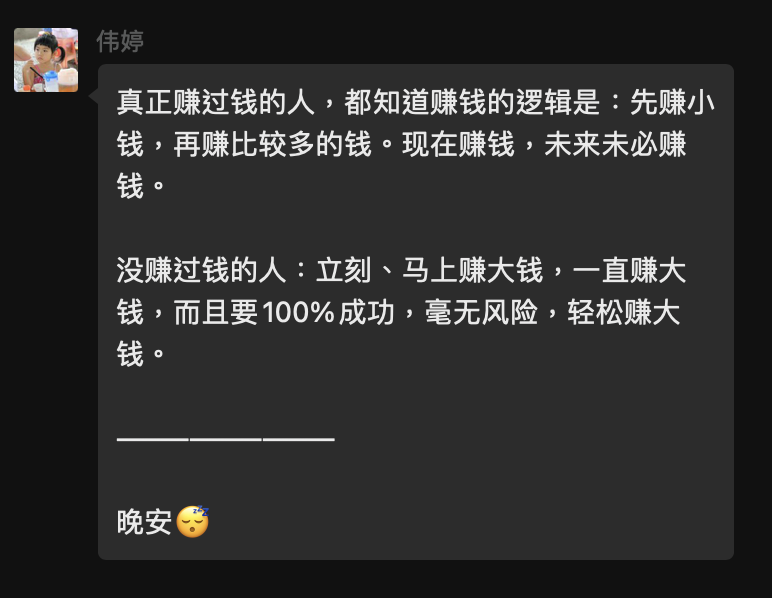 伟婷
真正赚过钱的人，都知道赚钱的逻辑是：先赚小
钱，再赚比较多的钱。现在赚钱，未来未必赚
钱。
没赚过钱的人：立刻、马上赚大钱，一直赚大
钱，而且要100%成功，毫无风险，轻松赚大
钱。
———————
晚安😴